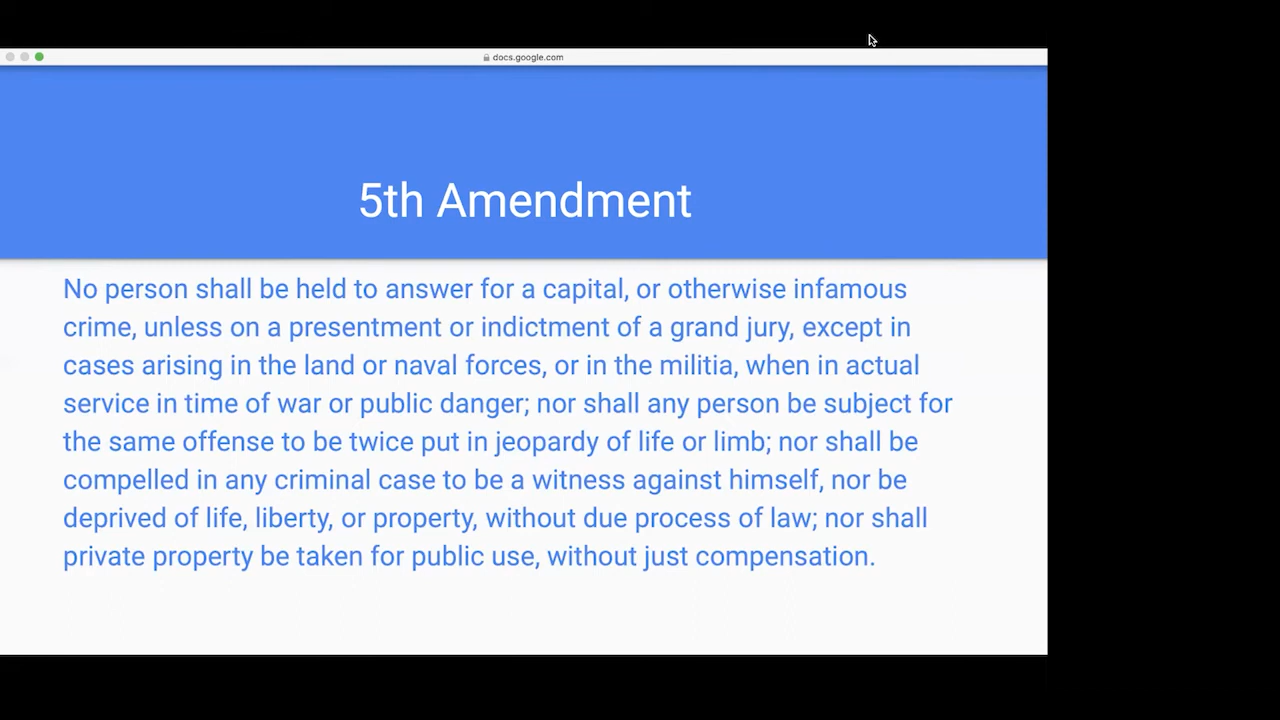 docs.google.com
5th Amendment
No person shall be held to answer for a capital, or otherwise infamous
crime, unless on a presentment or indictment of a grand jury, except in
cases arising in the land or naval forces, or in the militia, when in actual
service in time of war or public danger; nor shall any person be subject for
the same offense to be twice put in jeopardy of life or limb; nor shall be
compelled in any criminal case to be a witness against himself, nor be
deprived of life, liberty, or property, without due process of law; nor shall
private property be taken for public use, without just compensation.